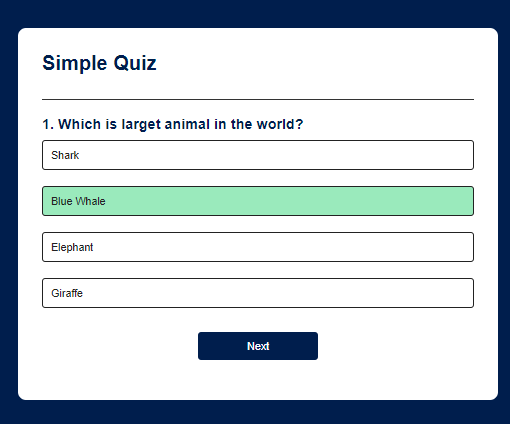 Simple Quiz
1. Which is larget animal in the world?
Shark
Blue Whale
Elephant
Giraffe
Next